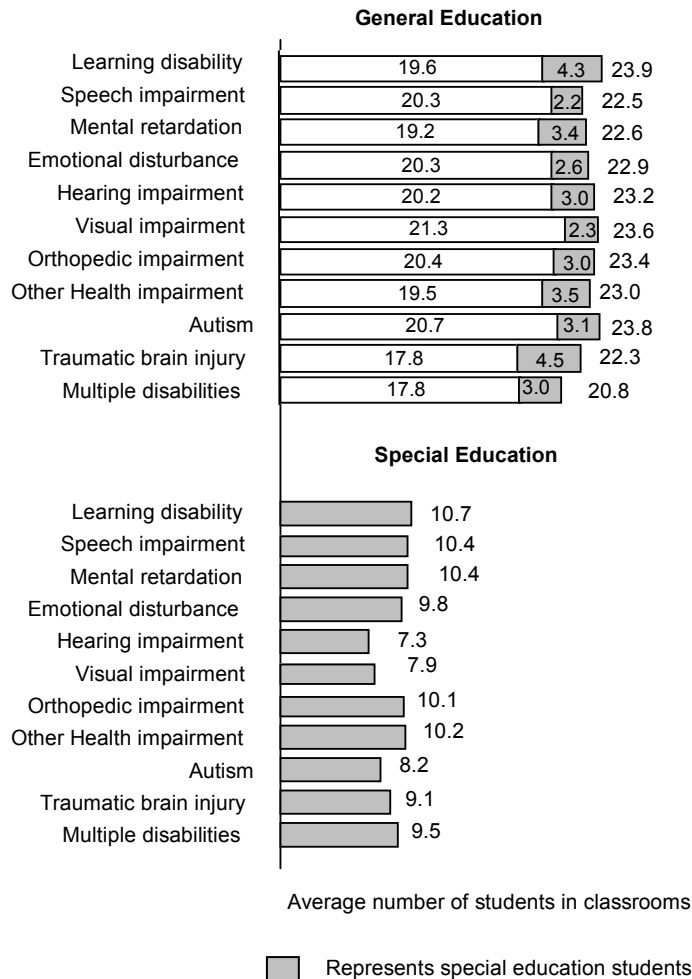 General Education
Learning disability 19.6 4.3 23.9
Speech impairment 20.3 2.2 22.5
Mental retardation 19.2 3.4 22.6
Emotional disturbance 20.3 2.6 22.9
Hearing impairment 20.2 3.0 23.2
Visual impairment 21.3 2.3 23.6
Orthopedic impairment 20.4 3.0 23.4
Other Health impairment 19.5 3.5 23.0
Autism 20.7 3.1 23.8
Traumatic brain injury 17.8 4.5 22.3
Multiple disabilities 17.8 3.0 20.8
Special Education
Learning disability 10.7
Speech impairment 10.4
Mental retardation 10.4
Emotional disturbance 9.8
Hearing impairment 7.3
Visual impairment 7.9
Orthopedic impairment 10.1
Other Health impairment 10.2
Autism 8.2
Traumatic brain injury 9.1
Multiple disabilities 9.5
Average number of students in classrooms
Represents special education students